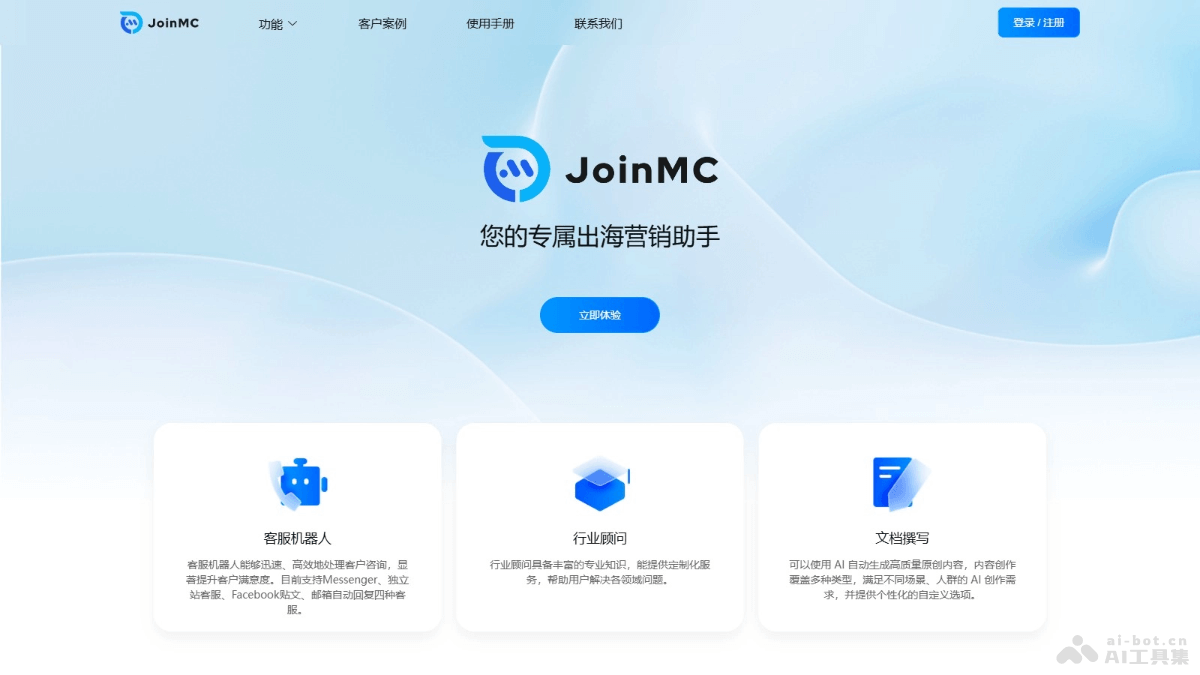 JoinMC 功能 客户案例 使用手册 联系我们 登录 / 注册
JoinMC
您的专属出海营销助手
立即体验
客服机器人
客服机器人能够迅速、高效地处理客户咨询，显
著提升客户满意度。目前支持Messenger、独立
站客服、Facebook贴文、邮箱自动回复四种客
服。
行业顾问
行业顾问具备丰富的专业知识，能提供定制化服
务，帮助用户解决各领域问题。
文档撰写
可以使用 AI 自动生成高质量原创内容，内容创作
覆盖多种类型，满足不同场景、人群的 AI 创作需
求，并提供个性化的自定义选项。
ai-bot.cn
AI工具集